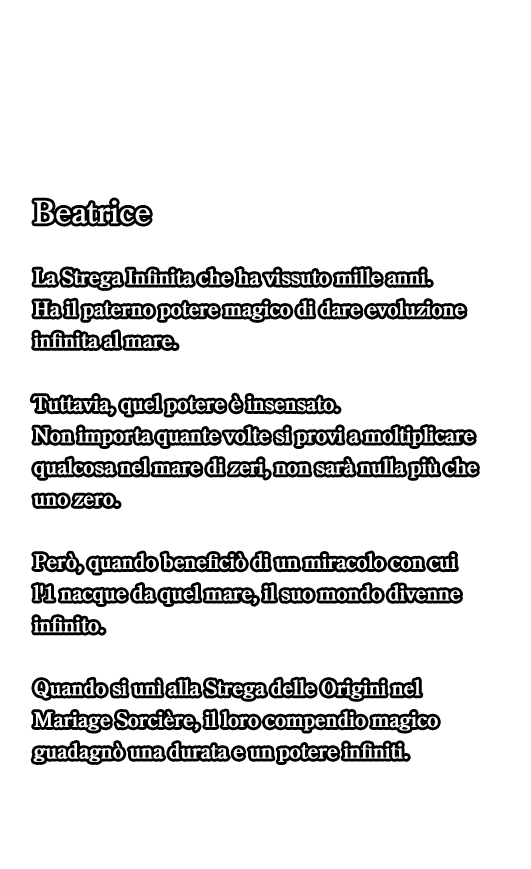 Beatrice
La Strega Infinita che ha vissuto mille anni.
Ha il paterno potere magico di dare evoluzione
infinita al mare.
Tuttavia, quel potere è insensato.
Non importa quante volte si provi a moltiplicare
qualcosa nel mare di zeri, non sarà nulla più che
uno zero.
Però, quando beneficiò di un miracolo con cui
l'1 nacque da quel mare, il suo mondo divenne
infinito.
Quando si unì alla Strega delle Origini nel
Mariage Sorcière, il loro compendio magico
guadagnò una durata e un potere infiniti.